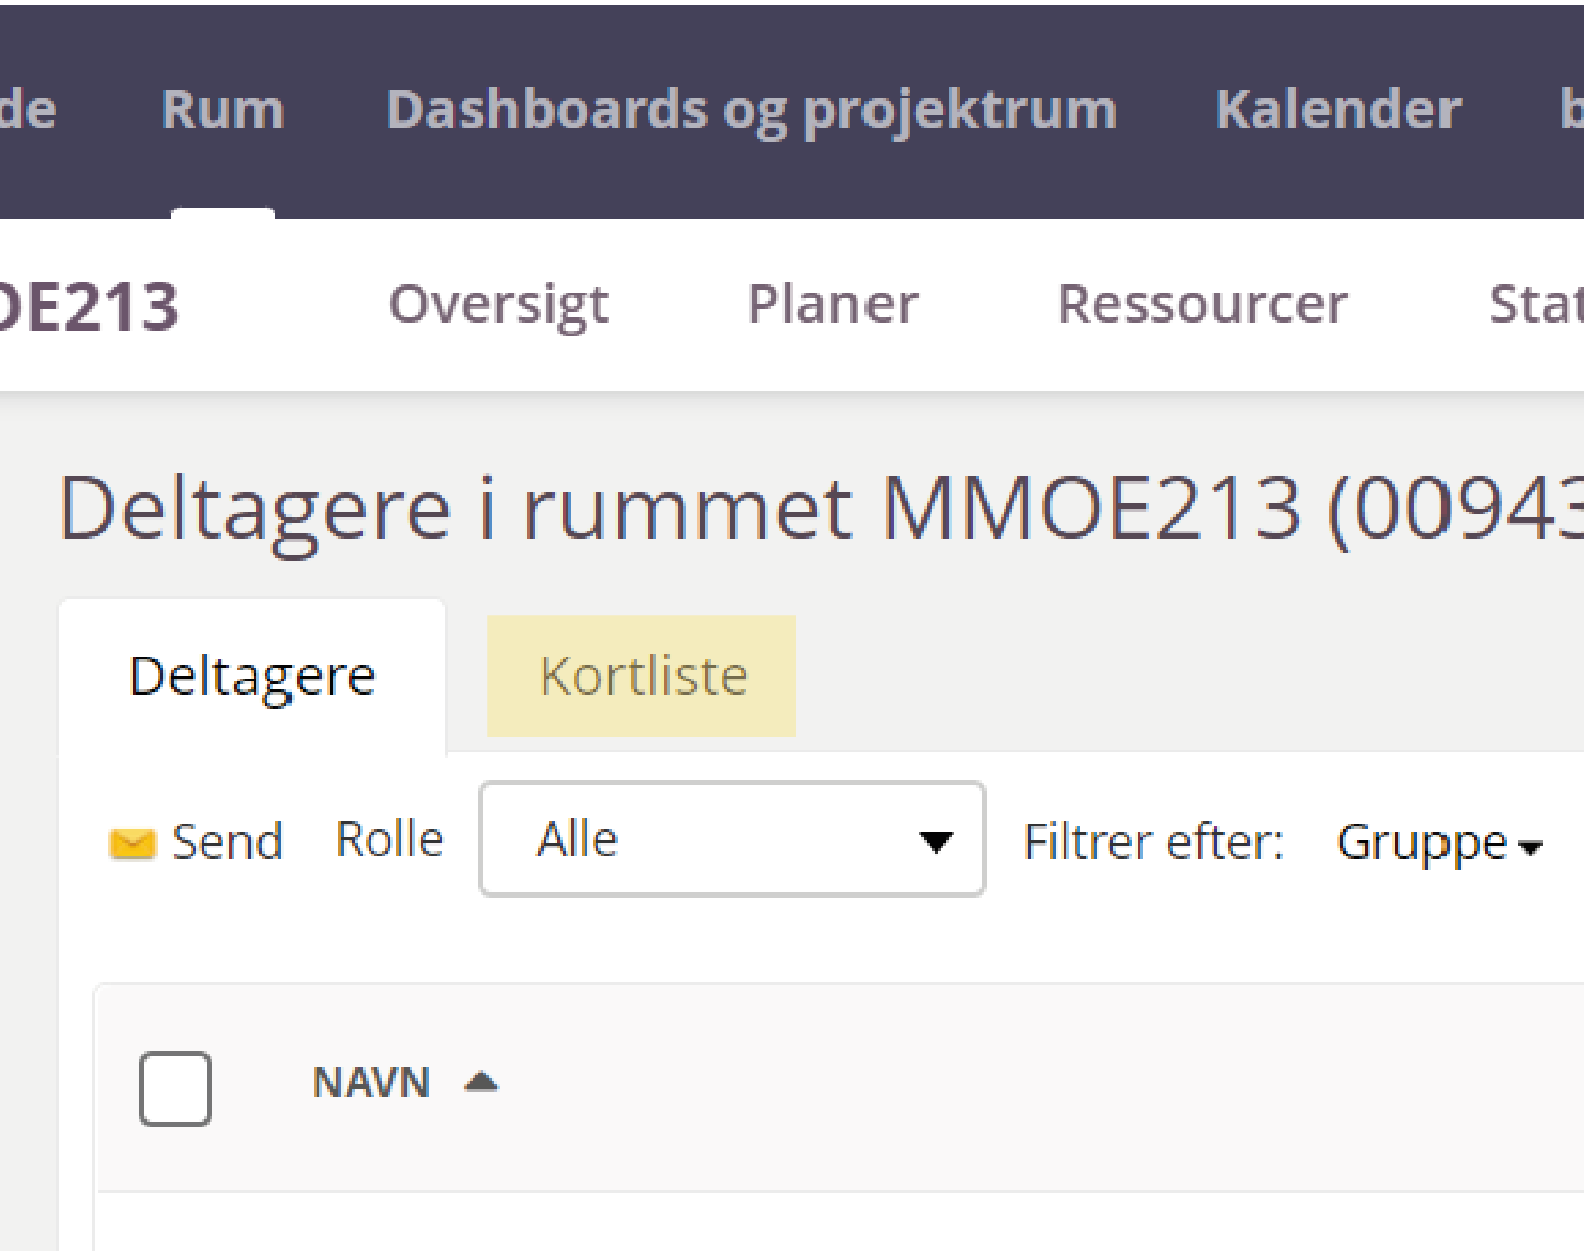 de Rum Dashboards og projektrum Kalender b
OE213 Oversigt Planer Ressourcer Stat
Deltagere i rummet MMOE213 (00943
Deltagere Kortliste
Send Rolle Alle Filtrer efter: Gruppe
NAVN